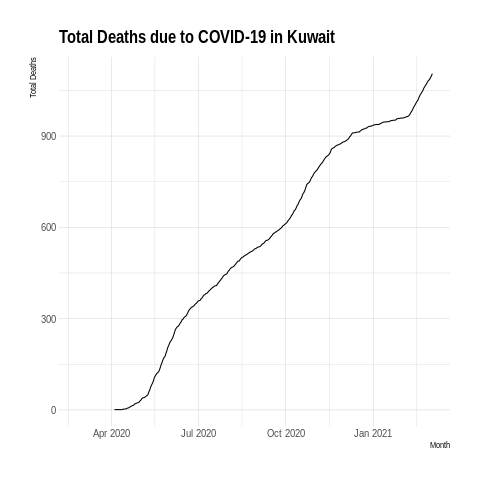 Total Deaths due to COVID-19 in Kuwait
Total Deaths
900
600
300
0
Apr 2020 Jul 2020 Oct 2020 Jan 2021
Month